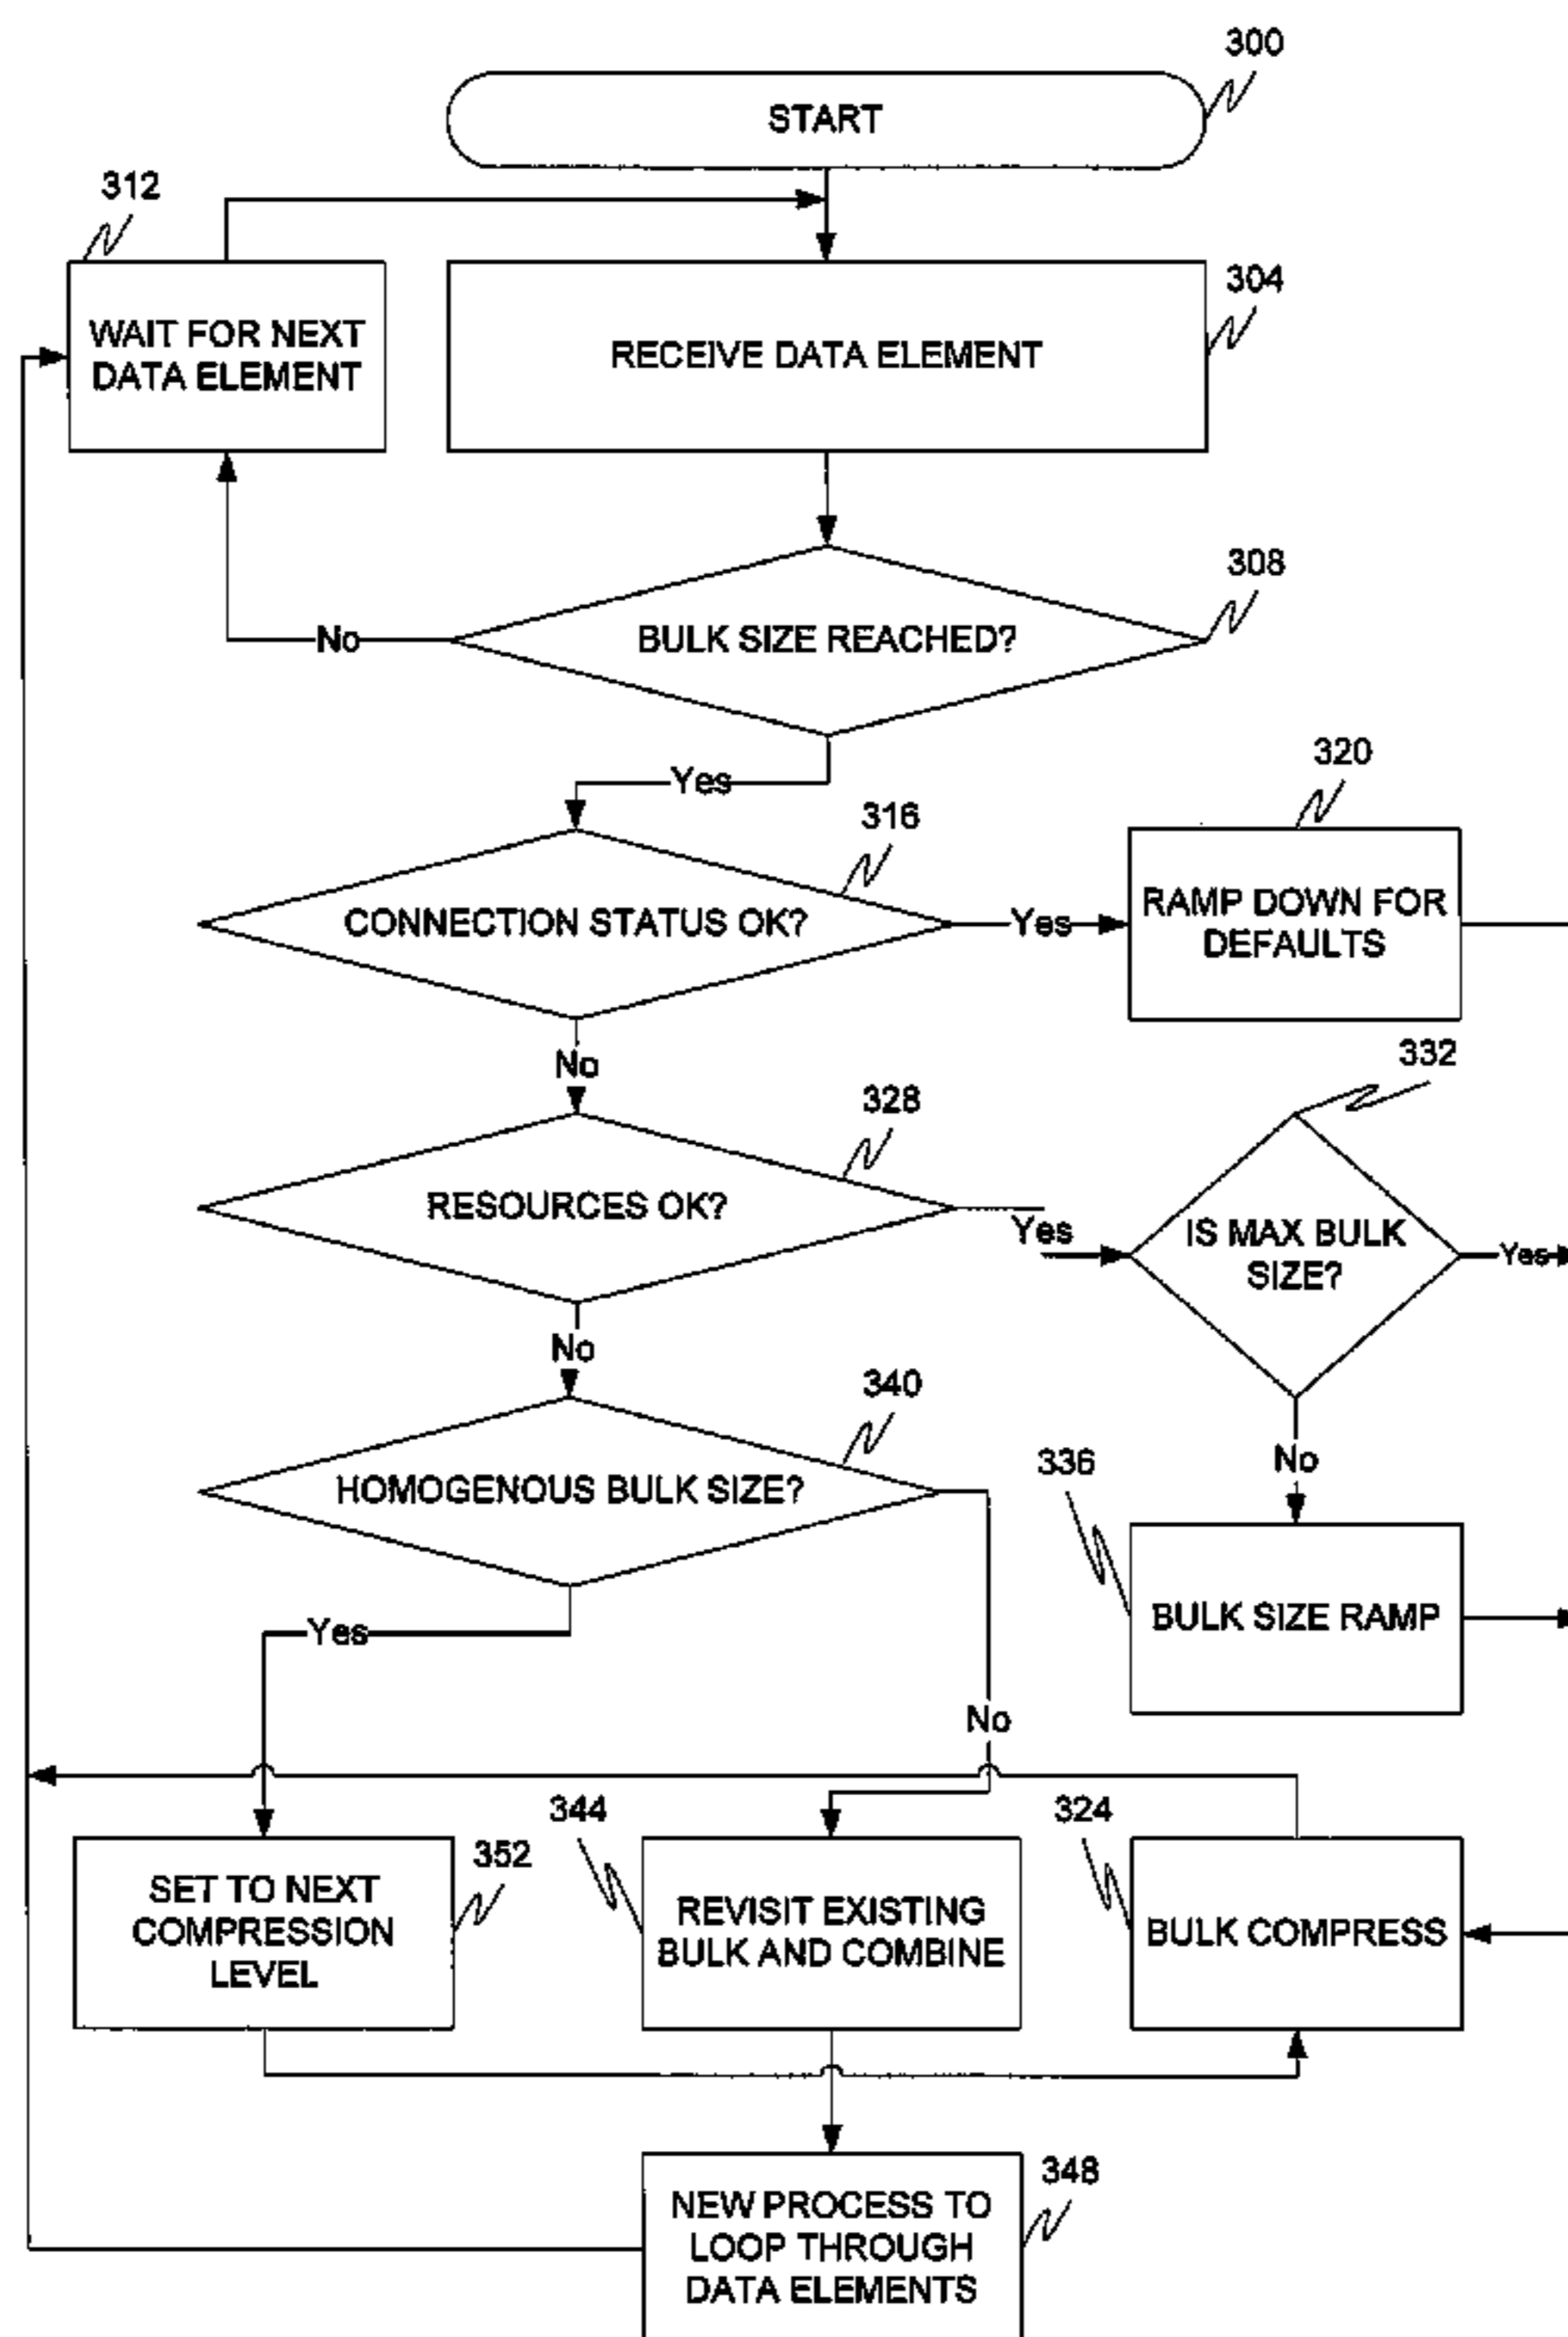 300
START
312
WAIT FOR NEXT
DATA ELEMENT
304
RECEIVE DATA ELEMENT
308
BULK SIZE REACHED?
No
Yes
316
CONNECTION STATUS OK?
Yes
320
RAMP DOWN FOR
DEFAULTS
No
328
RESOURCES OK?
Yes
332
IS MAX BULK
SIZE?
Yes
No
340
HOMOGENOUS BULK SIZE?
No
336
BULK SIZE RAMP
Yes
No
352
SET TO NEXT
COMPRESSION
LEVEL
344
REVISIT EXISTING
BULK AND COMBINE
324
BULK COMPRESS
348
NEW PROCESS TO
LOOP THROUGH
DATA ELEMENTS